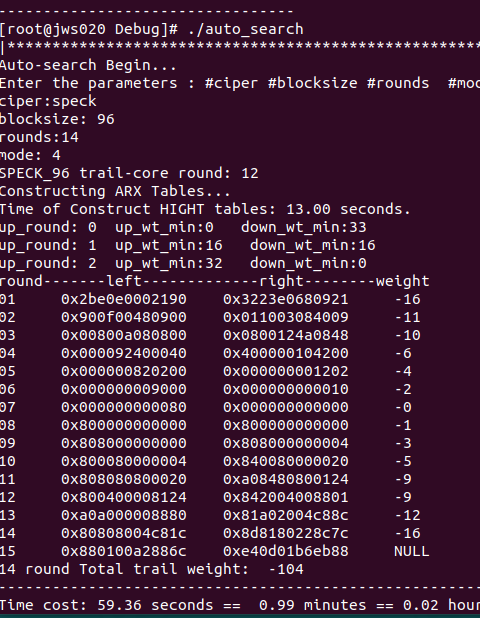 ----------------------------------
[root@jws020 Debug]# ./auto_search
|********************************************************
Auto-search Begin...
Enter the parameters : #ciper #blocksize #rounds  #mod
ciper:speck
blocksize: 96
rounds:14
mode: 4
SPECK_96 trail-core round: 12
Constructing ARX Tables...
Time of Construct HIGHT tables: 13.00 seconds.
up_round: 0  up_wt_min:0   down_wt_min:33
up_round: 1  up_wt_min:16   down_wt_min:16
up_round: 2  up_wt_min:32   down_wt_min:0
round-------left--------------right--------weight
01     0x2be0e0002190    0x3223e0680921     -16
02     0x900f00480900    0x011003084009     -11
03     0x00800a080800    0x0800124a0848     -10
04     0x000092400040    0x400000104200     -6
05     0x000000820200    0x000000001202     -4
06     0x000000009000    0x000000000010     -2
07     0x000000000080    0x000000000000     -0
08     0x800000000000    0x800000000000     -1
09     0x808000000000    0x808000000004     -3
10     0x800080000004    0x840080000020     -5
11     0x808080800020    0xa08480800124     -9
12     0x800400008124    0x842004008801     -9
13     0xa0a000008880    0x81a02004c88c     -12
14     0x80808004c81c    0x8d8180228c7c     -16
15     0x880100a2886c    0xe40d01b6eb88     NULL
14 round Total trail weight:  -104
----------------------------------------------------------
Time cost: 59.36 seconds ==  0.99 minutes == 0.02 hour